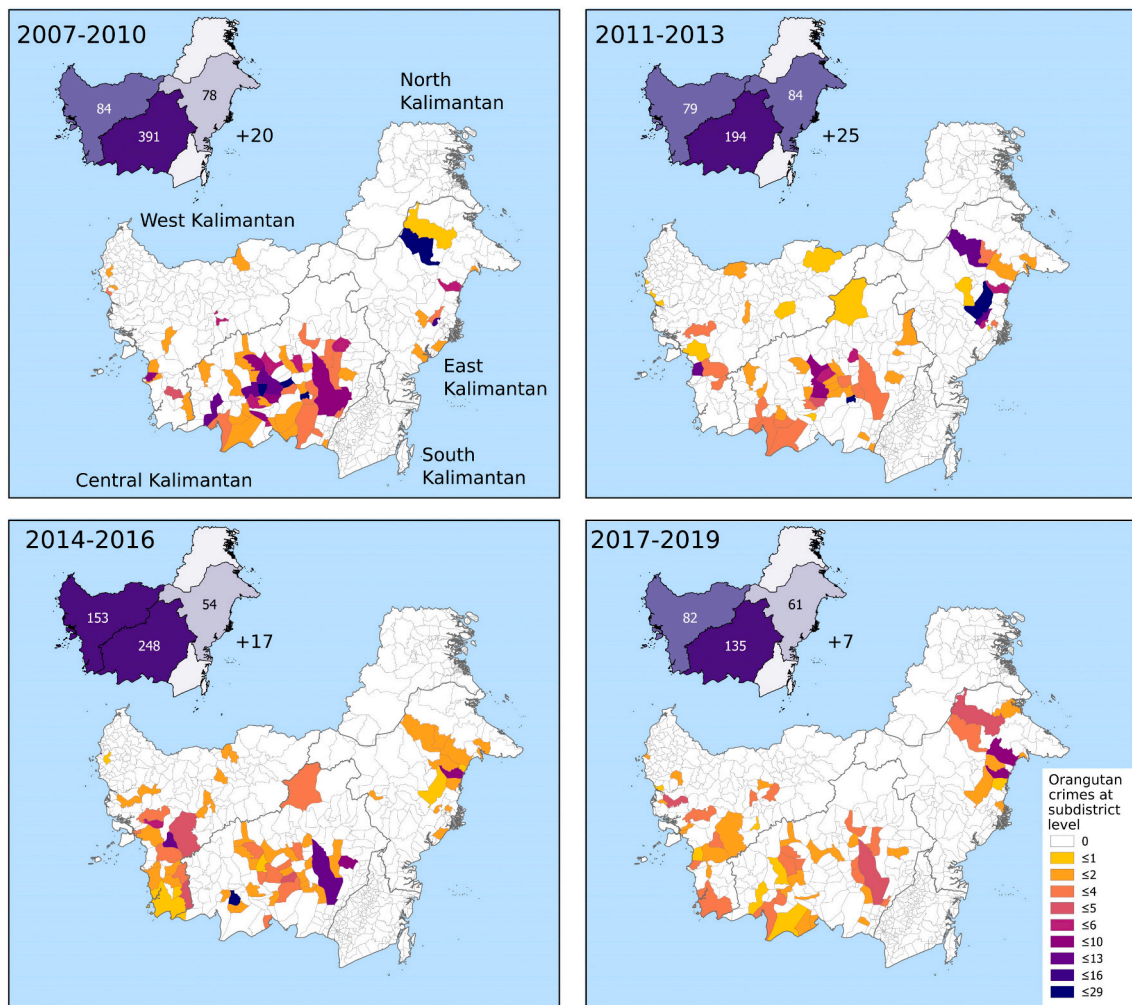 2007-2010
84
78
391
+20
North
Kalimantan
West Kalimantan
East
Kalimantan
South
Kalimantan
Central Kalimantan
2011-2013
79
84
194
+25
2014-2016
153
54
248
+17
2017-2019
82
61
135
+7
Orangutan
crimes at
subdistrict
level
0
≤1
≤2
≤4
≤5
≤6
≤10
≤13
≤16
≤29